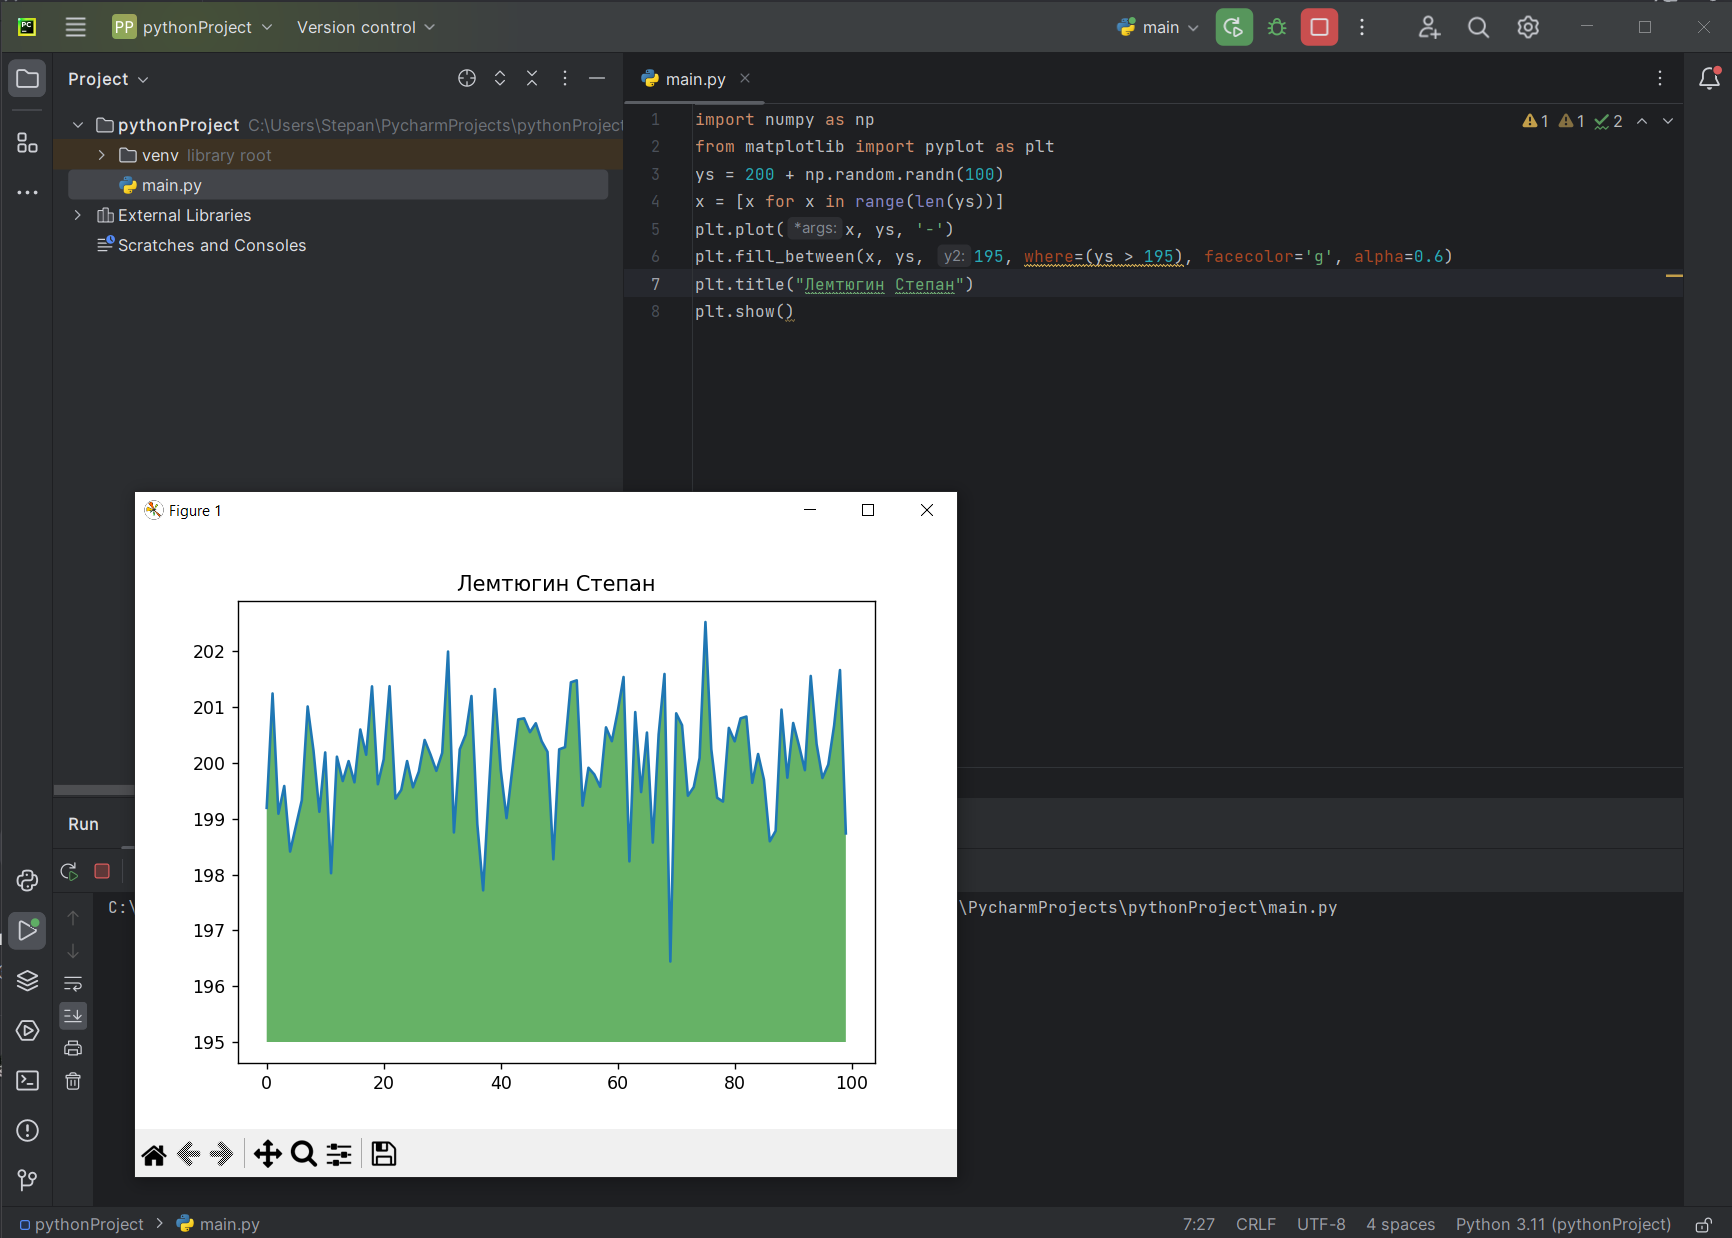 PC
PP pythonProject
Version control
main
Project
pythonProject C:\Users\Stepan\PycharmProjects\pythonProject
venv library root
main.py
External Libraries
Scratches and Consoles
main.py
1 import numpy as np
2 from matplotlib import pyplot as plt
3 ys = 200 + np.random.randn(100)
4 x = [x for x in range(len(ys))]
5 plt.plot( *args: x, ys, '-')
6 plt.fill_between(x, ys, y2: 195, where=(ys > 195), facecolor='g', alpha=0.6)
7 plt.title("Лемтюгин Степан")
8 plt.show()
1 1 2
Figure 1
Лемтюгин Степан
202
201
200
199
198
197
196
195
0 20 40 60 80 100
Run
C:\
\PycharmProjects\pythonProject\main.py
pythonProject
main.py
7:27 CRLF UTF-8 4 spaces Python 3.11 (pythonProject)